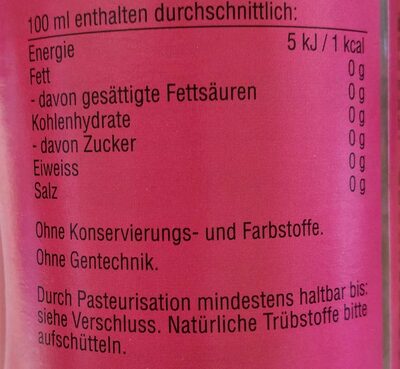 100 ml enthalten durchschnittlich:
Energie 5 kJ / 1 kcal
Fett 0 g
- davon gesättigte Fettsäuren 0 g
Kohlenhydrate 0 g
- davon Zucker 0 g
Eiweiss 0 g
Salz 0 g
Ohne Konservierungs- und Farbstoffe.
Ohne Gentechnik.
Durch Pasteurisation mindestens haltbar bis:
siehe Verschluss. Natürliche Trübstoffe bitte
aufschütteln.